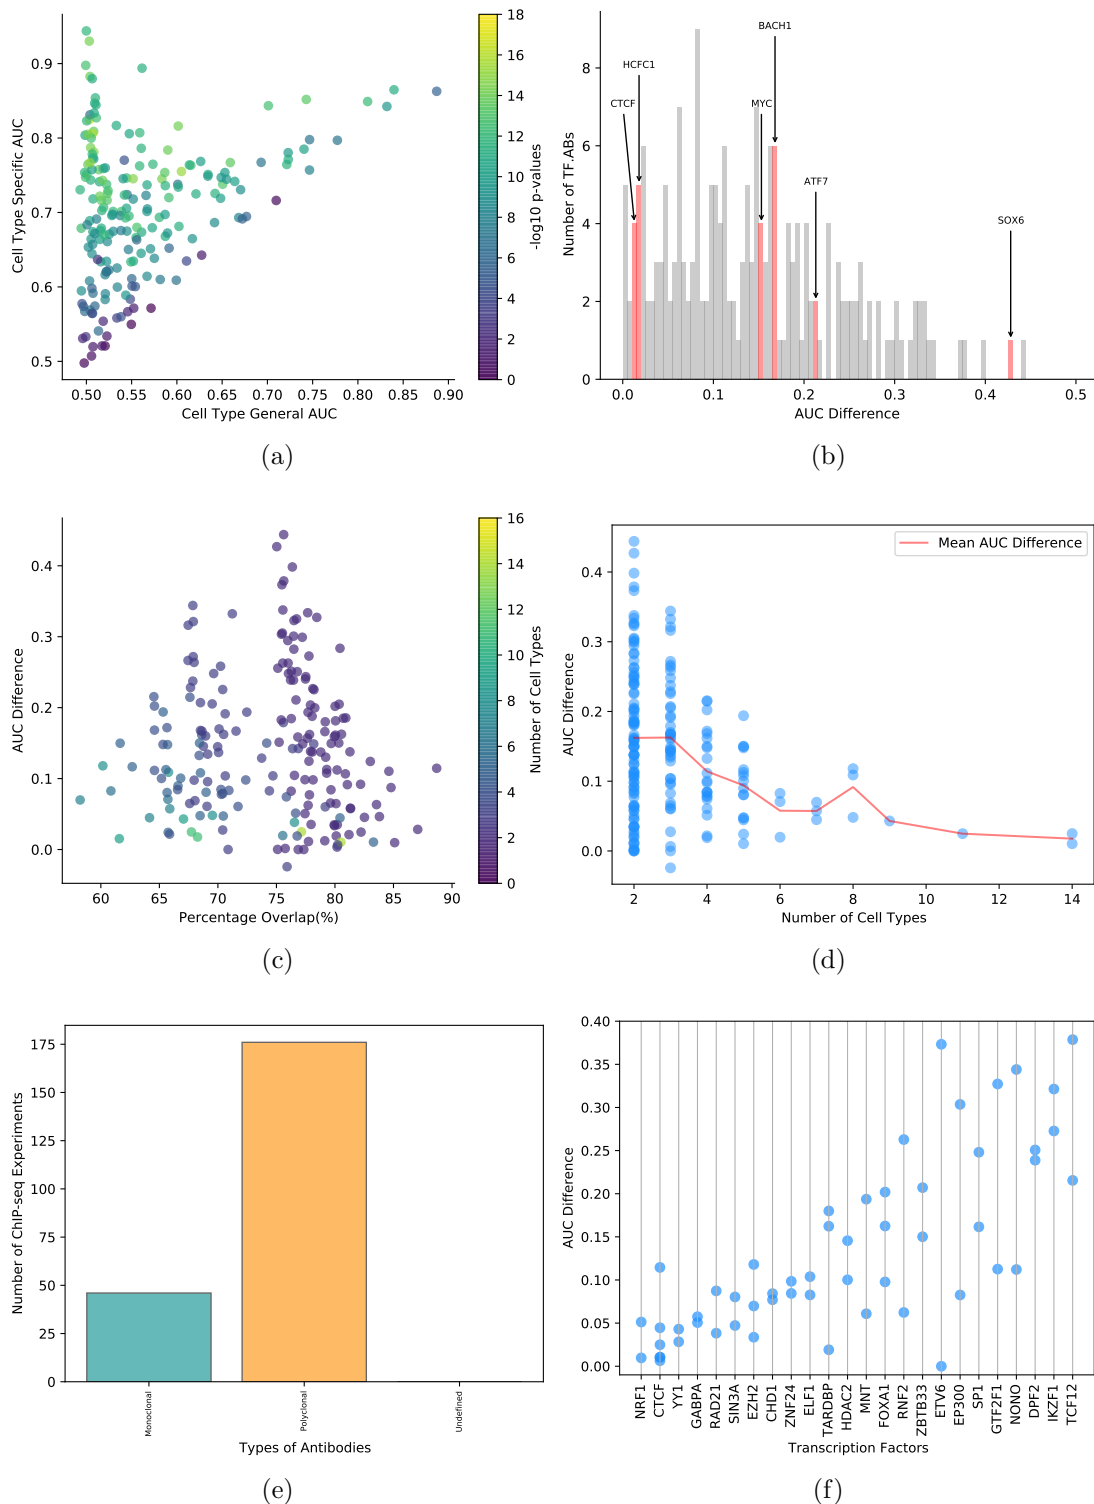 0.9
0.8
0.7
0.6
0.5
Cell Type Specific AUC
0.50 0.55 0.60 0.65 0.70 0.75 0.80 0.85 0.90
Cell Type General AUC
18
16
14
12
10
8
6
4
2
0
-log10 p-values
(a)
8
6
4
2
0
Number of TF.ABs
BACH1
HCFC1
CTCF
MYC
ATF7
SOX6
0.0 0.1 0.2 0.3 0.4 0.5
AUC Difference
(b)
0.4
0.3
0.2
0.1
0.0
AUC Difference
60 65 70 75 80 85 90
Percentage Overlap(%)
16
14
12
10
8
6
4
2
0
Number of Cell Types
(c)
Mean AUC Difference
0.4
0.3
0.2
0.1
0.0
AUC Difference
2 4 6 8 10 12 14
Number of Cell Types
(d)
175
150
125
100
75
50
25
0
Number of ChIP-seq Experiments
Monoclonal
Polyclonal
Undefined
Types of Antibodies
(e)
0.40
0.35
0.30
0.25
0.20
0.15
0.10
0.05
0.00
AUC Difference
NRF1
CTCF
YY1
GABPA
RAD21
SIN3A
EZH2
CHD1
ZNF24
ELF1
TARDBP
HDAC2
MNT
FOXA1
RNF2
ZBTB33
ETV6
EP300
SP1
GTF2F1
NONO
DPF2
IKZF1
TCF12
Transcription Factors
(f)